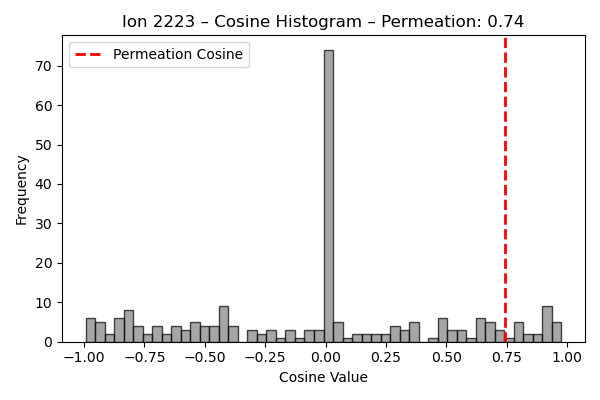 Ion 2223 – Cosine Histogram – Permeation: 0.74
Permeation Cosine
Frequency
70
60
50
40
30
20
10
0
−1.00 −0.75 −0.50 −0.25 0.00 0.25 0.50 0.75 1.00
Cosine Value